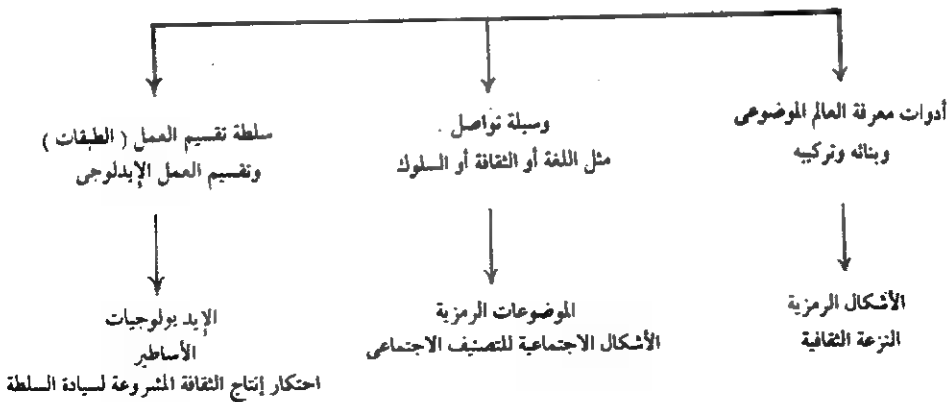 أدوات معرفة العالم الموضوعى
وبنائه وتركيبه
وسيلة تواصل
مثل اللغة أو الثقافة أو السلوك
سلطة تقسيم العمل ( الطبقات )
وتقسيم العمل الإيدلوجى
الأشكال الرمزية
النزعة الثقافية
الموضوعات الرمزية
الأشكال الاجتماعية للتصنيف الاجتماعى
الإيديولوجيات
الأساطير
احتكار إنتاج الثقافة المشروعة لسيادة السلطة